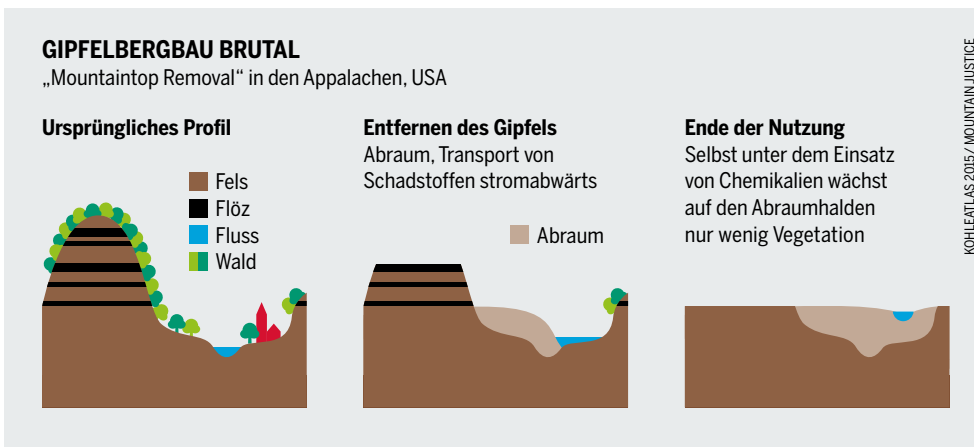 GIPFELBERGBAU BRUTAL
„Mountaintop Removal“ in den Appalachen, USA
Ursprüngliches Profil
Fels
Flöz
Fluss
Wald
Entfernen des Gipfels
Abraum, Transport von
Schadstoffen stromabwärts
Abraum
Ende der Nutzung
Selbst unter dem Einsatz
von Chemikalien wächst
auf den Abraumhalden
nur wenig Vegetation
KOHLEATLAS 2015 / MOUNTAIN JUSTICE